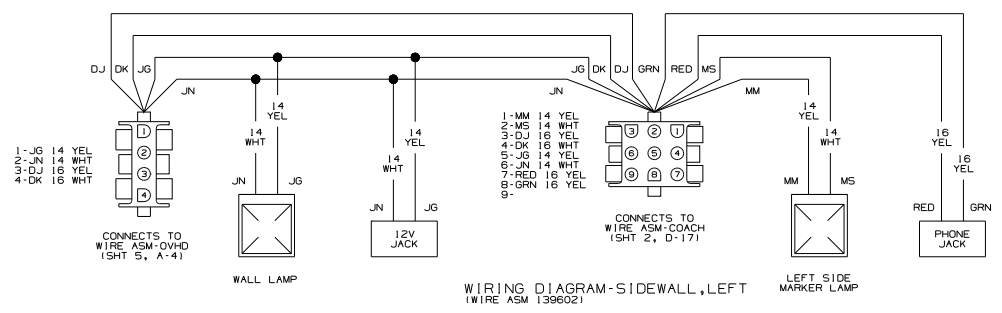 DJ DK JG
JN
JG DK DJ GRN RED MS
JN
MM
14
YEL
14
WHT
14
YEL
14
WHT
14
YEL
14
WHT
16
YEL
16
YEL
1-JG 14 YEL
2-JN 14 WHT
3-DJ 16 YEL
4-DK 16 WHT
1
2
3
4
CONNECTS TO
WIRE ASM-OVHD
(SHT 5, A-4)
JN JG
WALL LAMP
JN JG
12V
JACK
1-MM 14 YEL
2-MS 14 WHT
3-DJ 16 YEL
4-DK 16 WHT
5-JG 14 YEL
6-JN 14 WHT
7-RED 16 YEL
8-GRN 16 YEL
9-
3 2 1
6 5 4
9 8 7
CONNECTS TO
WIRE ASM-COACH
(SHT 2, D-17)
MM MS
LEFT SIDE
MARKER LAMP
RED GRN
PHONE
JACK
WIRING DIAGRAM-SIDEWALL, LEFT
(WIRE ASM 139602)